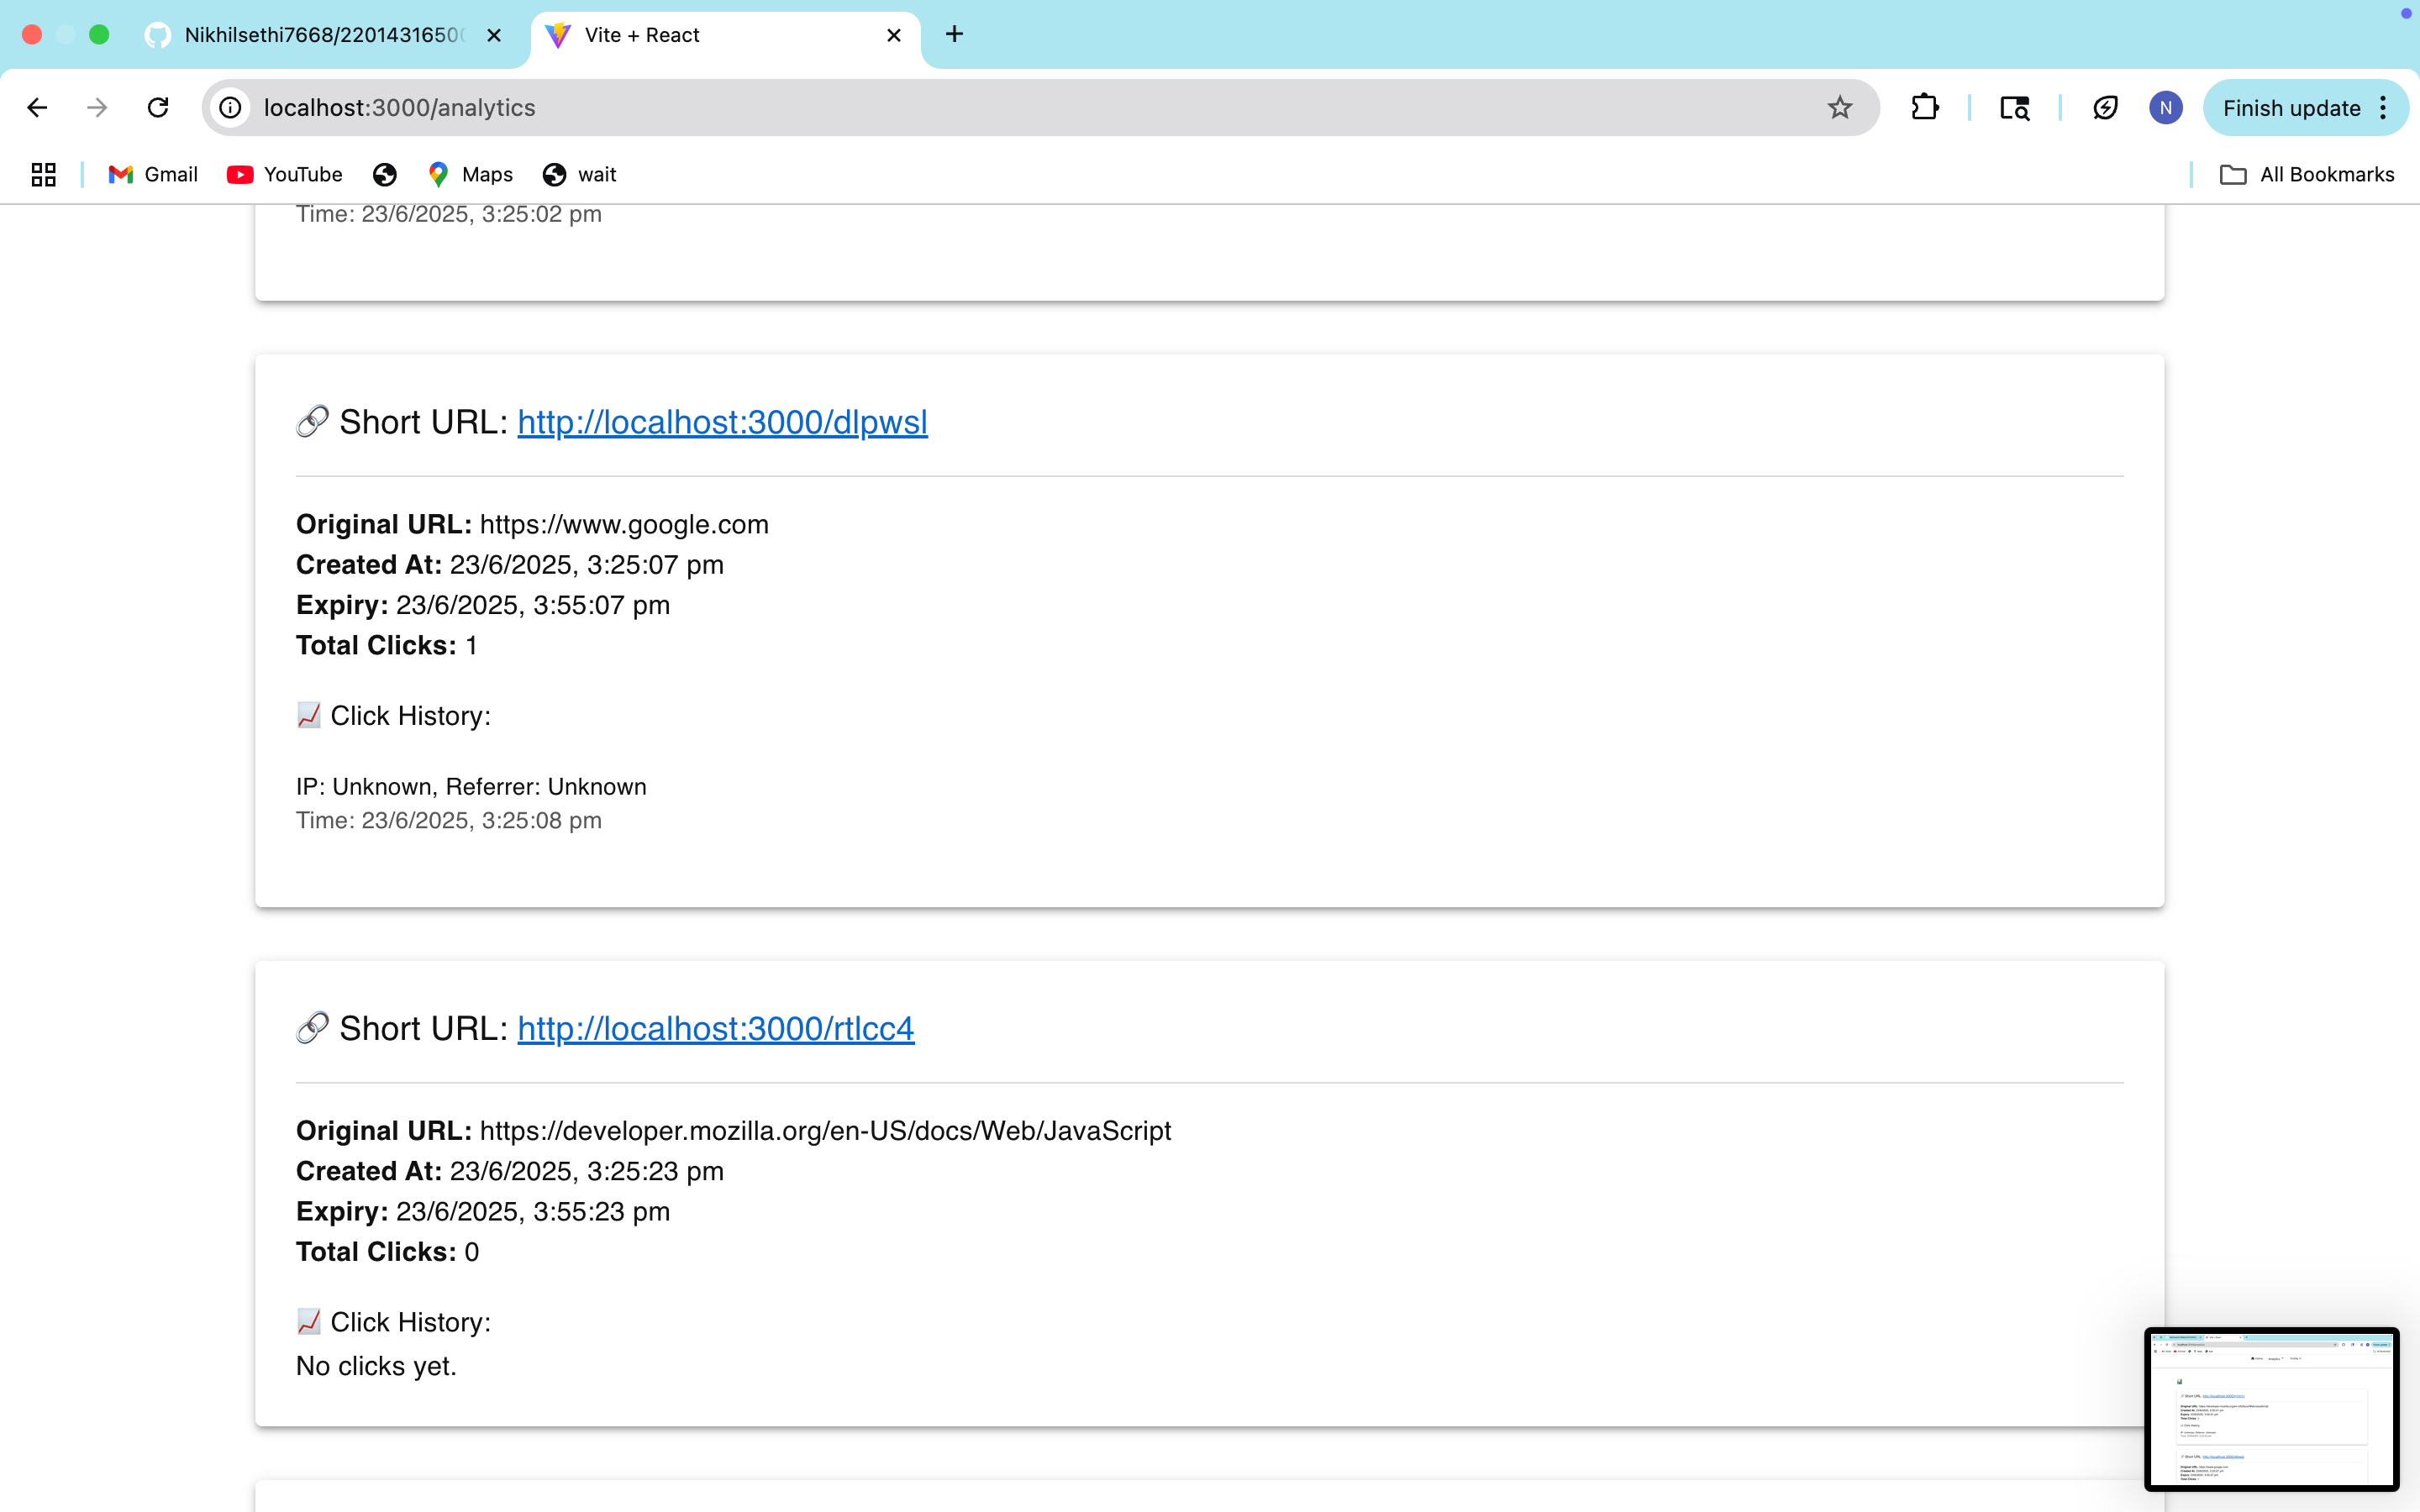 Nikhilsethi7668/2201431650
Vite + React
localhost:3000/analytics
N
Finish update
Gmail
YouTube
Maps
wait
All Bookmarks
Time: 23/6/2025, 3:25:02 pm
🔗 Short URL: http://localhost:3000/dlpwsl
Original URL: https://www.google.com
Created At: 23/6/2025, 3:25:07 pm
Expiry: 23/6/2025, 3:55:07 pm
Total Clicks: 1
📈 Click History:
IP: Unknown, Referrer: Unknown
Time: 23/6/2025, 3:25:08 pm
🔗 Short URL: http://localhost:3000/rtlcc4
Original URL: https://developer.mozilla.org/en-US/docs/Web/JavaScript
Created At: 23/6/2025, 3:25:23 pm
Expiry: 23/6/2025, 3:55:23 pm
Total Clicks: 0
📈 Click History:
No clicks yet.